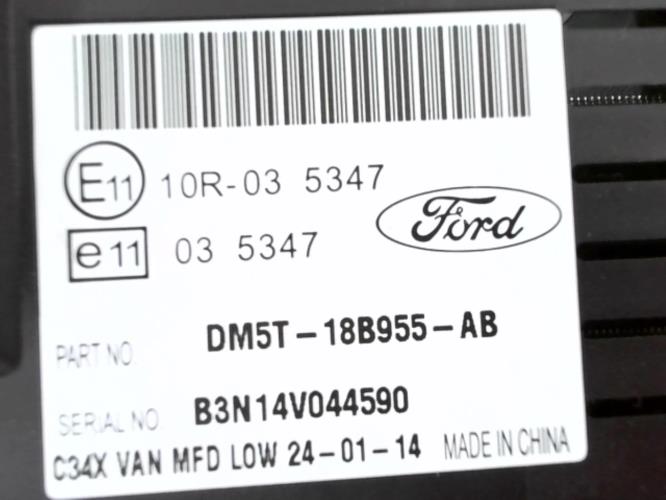 E11 10R-03 5347
Ford
e11 03 5347
PART NO. DM5T-18B955-AB
SERIAL NO. B3N14V044590
C34X VAN MFD LOW 24-01-14 MADE IN CHINA